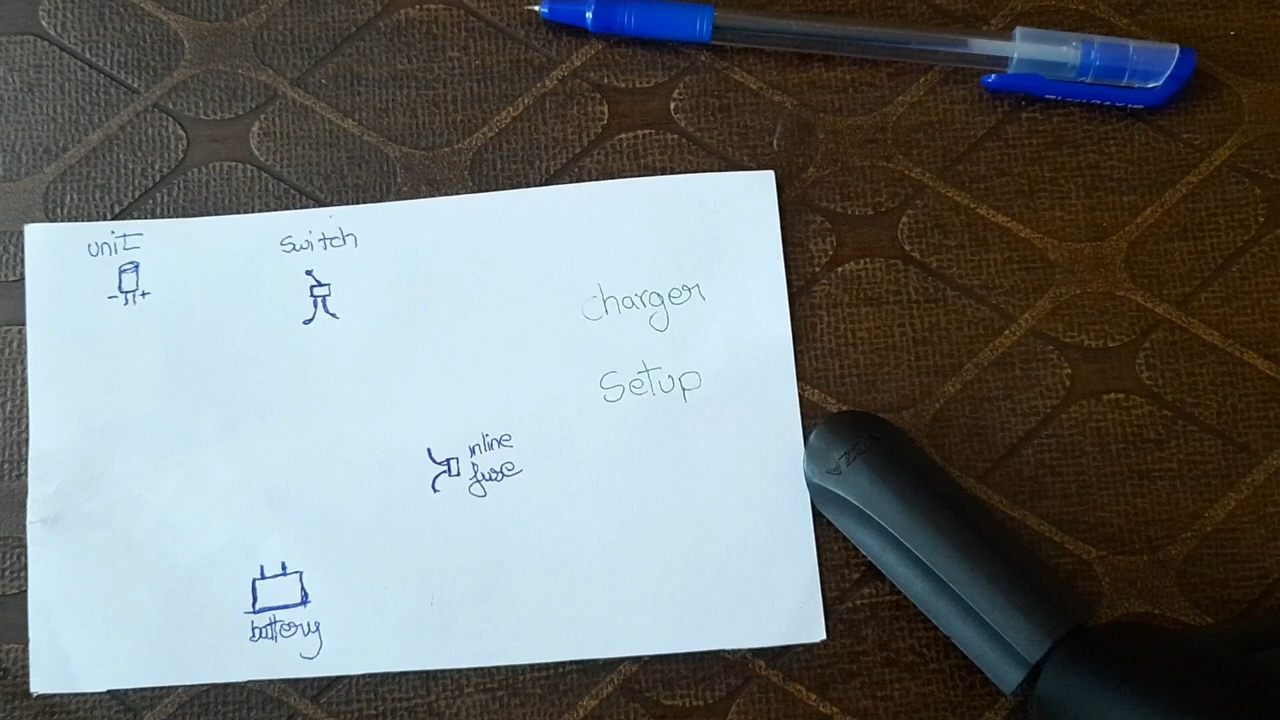 unit
switch
- +
charger
setup
inline
fuse
battery